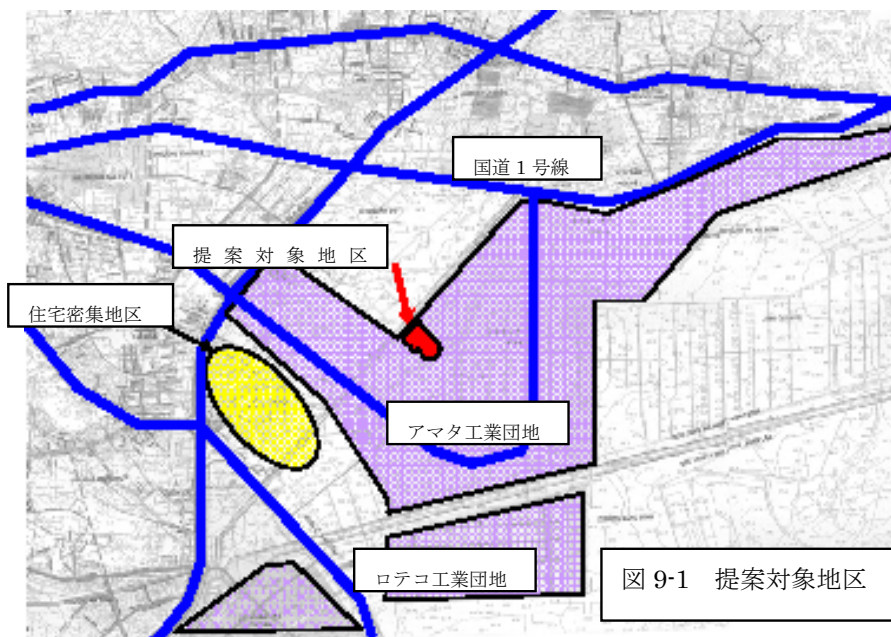 国道 1 号線
提 案 対 象 地 区
住宅密集地区
アマタ工業団地
ロテコ工業団地
図 9-1 提案対象地区